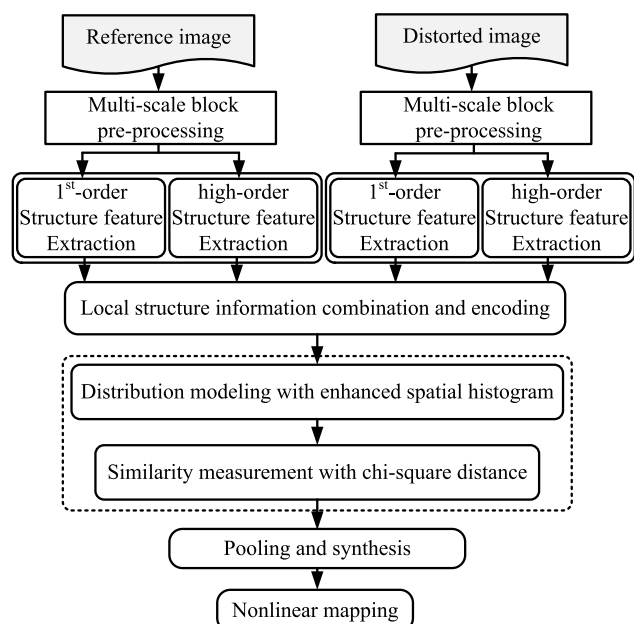 Reference image
Distorted image
Multi-scale block
pre-processing
Multi-scale block
pre-processing
1st-order
Structure feature
Extraction
high-order
Structure feature
Extraction
1st-order
Structure feature
Extraction
high-order
Structure feature
Extraction
Local structure information combination and encoding
Distribution modeling with enhanced spatial histogram
Similarity measurement with chi-square distance
Pooling and synthesis
Nonlinear mapping